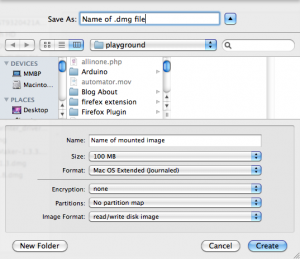 Save As: Name of .dmg file
playground
DEVICES
MMBP
Macinto...
PLACES
Desktop
allinone.php
Arduino
automator.mov
Blog About
firefox extension
Firefox Plugin
Name: Name of mounted image
Size: 100 MB
Format: Mac OS Extended (Journaled)
Encryption: none
Partitions: No partition map
Image Format: read/write disk image
New Folder Cancel Create